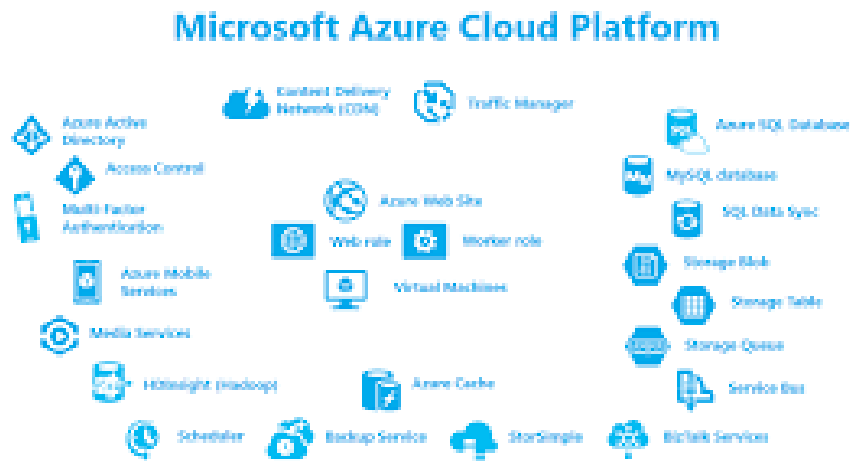 Microsoft Azure Cloud Platform
Content Delivery
Network (CDN)
Traffic Manager
Azure Active
Directory
Azure SQL Database
Access Control
MySQL database
Multi-Factor
Authentication
Azure Web Site
SQL Data Sync
Web role
Worker role
Azure Mobile
Services
Storage Blob
Virtual Machines
Storage Table
Media Services
Storage Queue
HDInsight (Hadoop)
Azure Cache
Service Bus
Scheduler
Backup Service
StorSimple
BizTalk Services